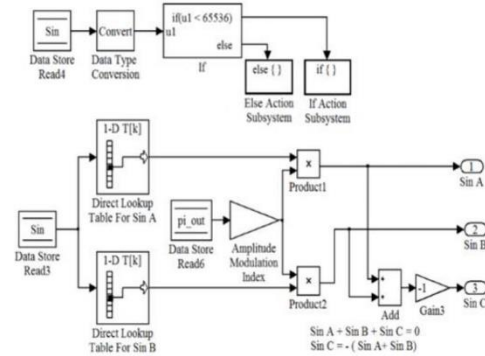 Sin
Data Store
Read4
Convert
Data Type
Conversion
if(u1 < 65536)
u1
else
If
else { }
Else Action
Subsystem
if { }
If Action
Subsystem
1-D T[k]
Direct Lookup
Table For Sin A
Sin
Data Store
Read3
pi_out
Data Store
Read6
Amplitude
Modulation
Index
x
Product1
1
Sin A
1-D T[k]
Direct Lookup
Table For Sin B
x
Product2
2
Sin B
+
+
Add
-1
Gain3
3
Sin C
Sin A + Sin B + Sin C = 0
Sin C = - ( Sin A+ Sin B)